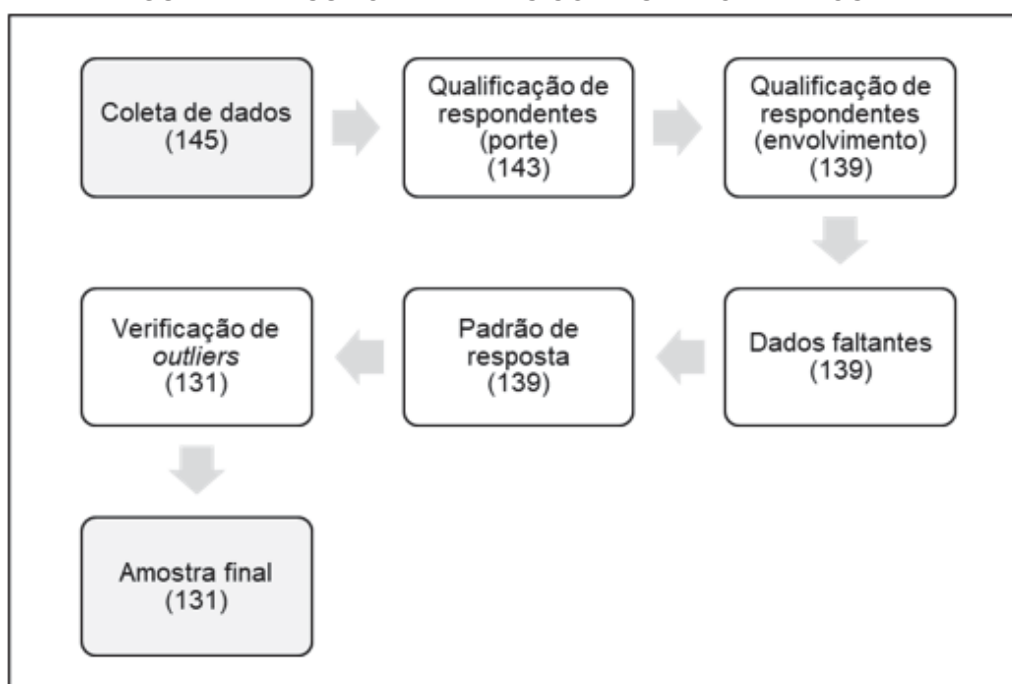 Coleta de dados
(145)
Qualificação de
respondentes
(porte)
(143)
Qualificação de
respondentes
(envolvimento)
(139)
Dados faltantes
(139)
Padrão de
resposta
(139)
Verificação de
outliers
(131)
Amostra final
(131)